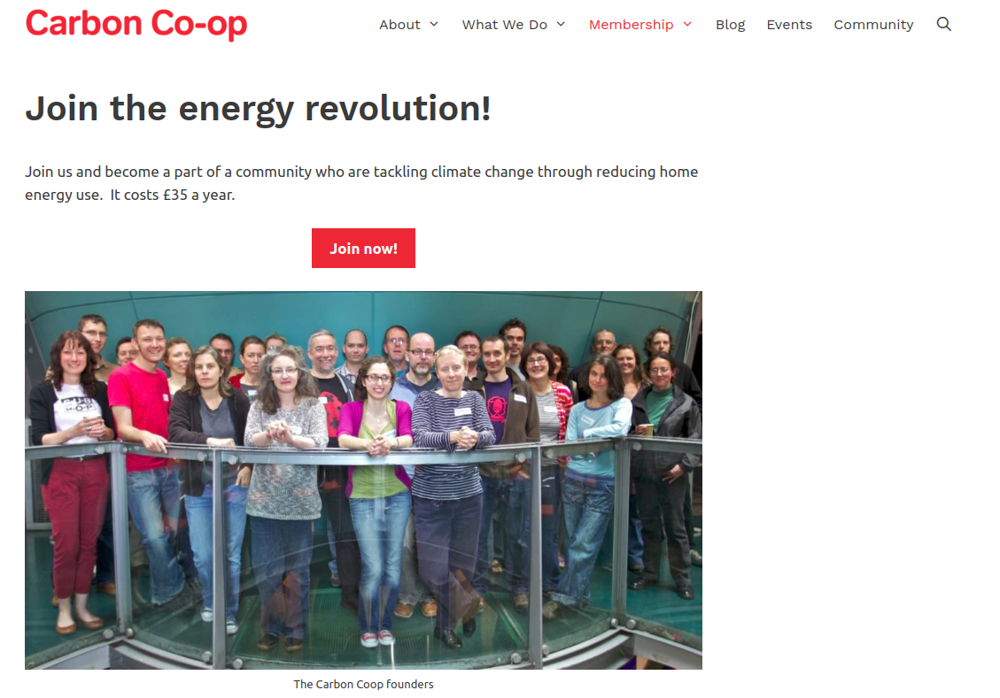 Carbon Co-op
About
What We Do
Membership
Blog
Events
Community
Join the energy revolution!
Join us and become a part of a community who are tackling climate change through reducing home
energy use.  It costs £35 a year.
Join now!
The Carbon Coop founders